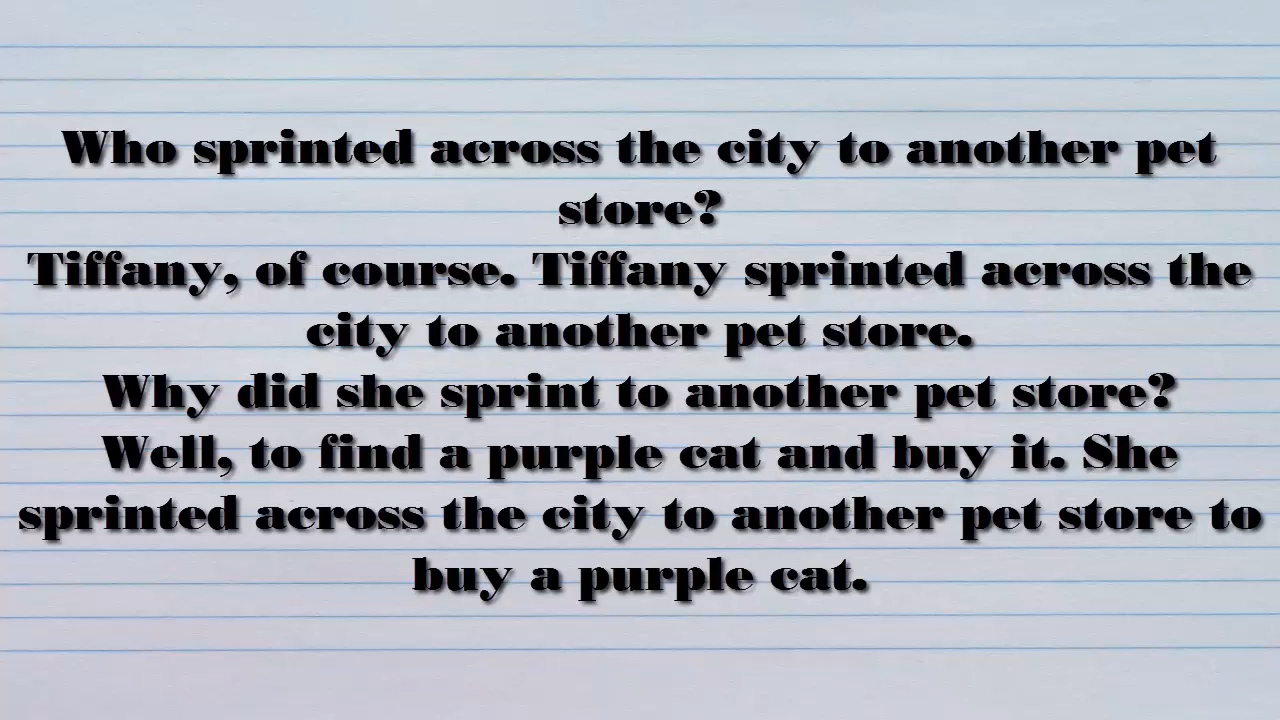 Who sprinted across the city to another pet
store?
Tiffany, of course. Tiffany sprinted across the
city to another pet store.
Why did she sprint to another pet store?
Well, to find a purple cat and buy it. She
sprinted across the city to another pet store to
buy a purple cat.